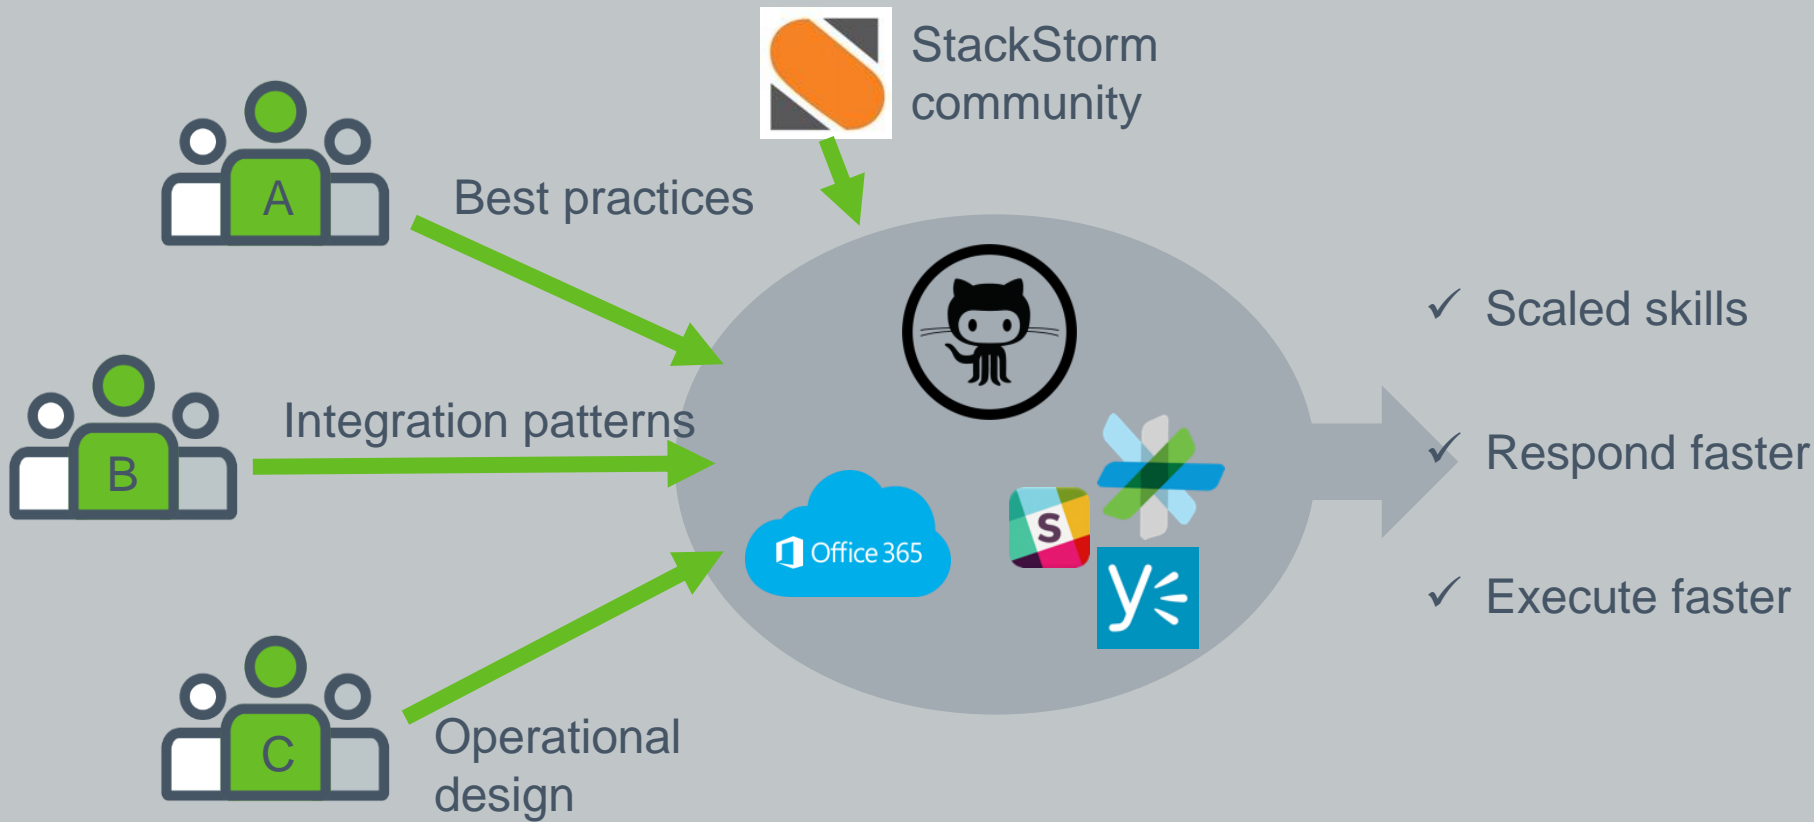 StackStorm
community
A
Best practices
Scaled skills
Integration patterns
B
Respond faster
S
Office 365
y
Execute faster
C
Operational
design